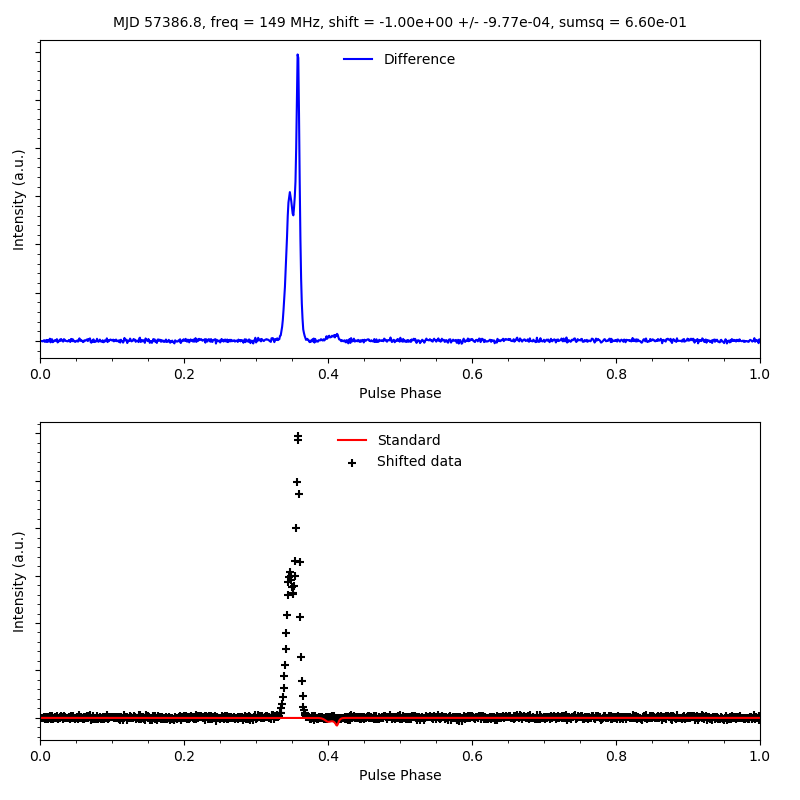 MJD 57386.8, freq = 149 MHz, shift = -1.00e+00 +/- -9.77e-04, sumsq = 6.60e-01
Difference
Intensity (a.u.)
0.0 0.2 0.4 0.6 0.8 1.0
Pulse Phase
Standard
Shifted data
Intensity (a.u.)
0.0 0.2 0.4 0.6 0.8 1.0
Pulse Phase